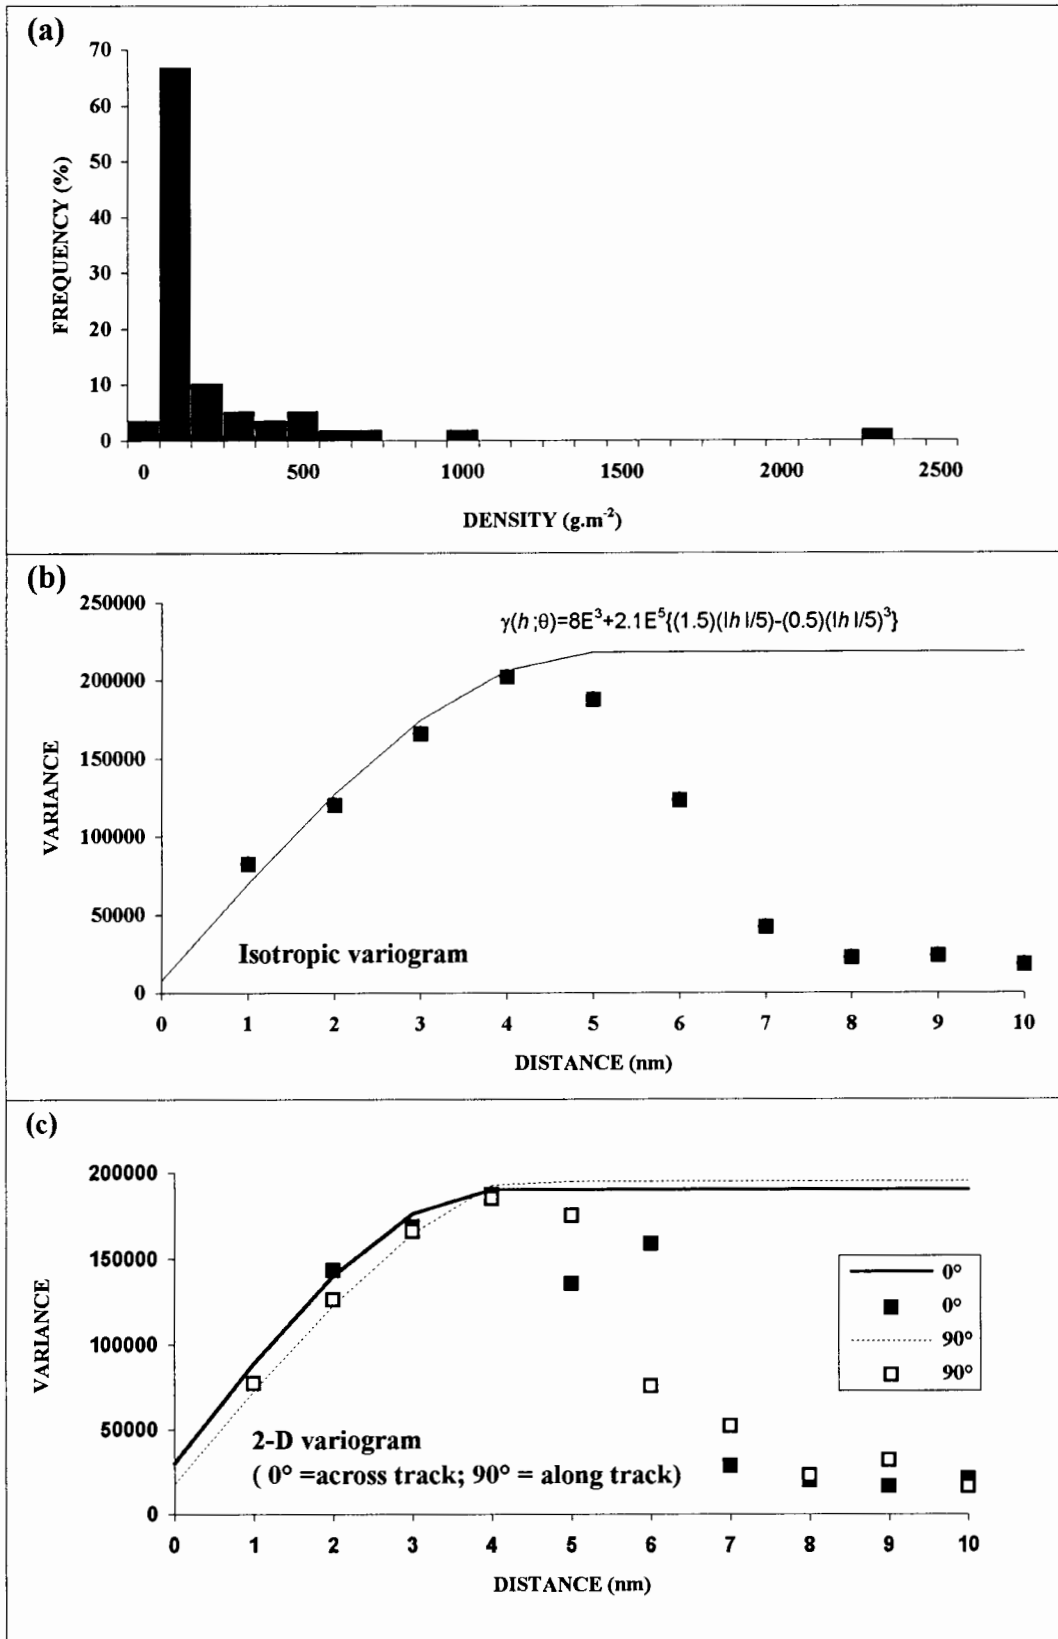 (a)
70
60
50
40
30
20
10
0
FREQUENCY (%)
0 500 1000 1500 2000 2500
DENSITY (g.m-2)
(b)
250000
200000
150000
100000
50000
0
VARIANCE
γ(h;θ)=8E³+2.1E⁵{(1.5)(|h|/5)-(0.5)(|h|/5)³}
Isotropic variogram
0 1 2 3 4 5 6 7 8 9 10
DISTANCE (nm)
(c)
200000
150000
100000
50000
0
VARIANCE
0°
0°
90°
90°
2-D variogram
( 0° =across track; 90° = along track)
0 1 2 3 4 5 6 7 8 9 10
DISTANCE (nm)